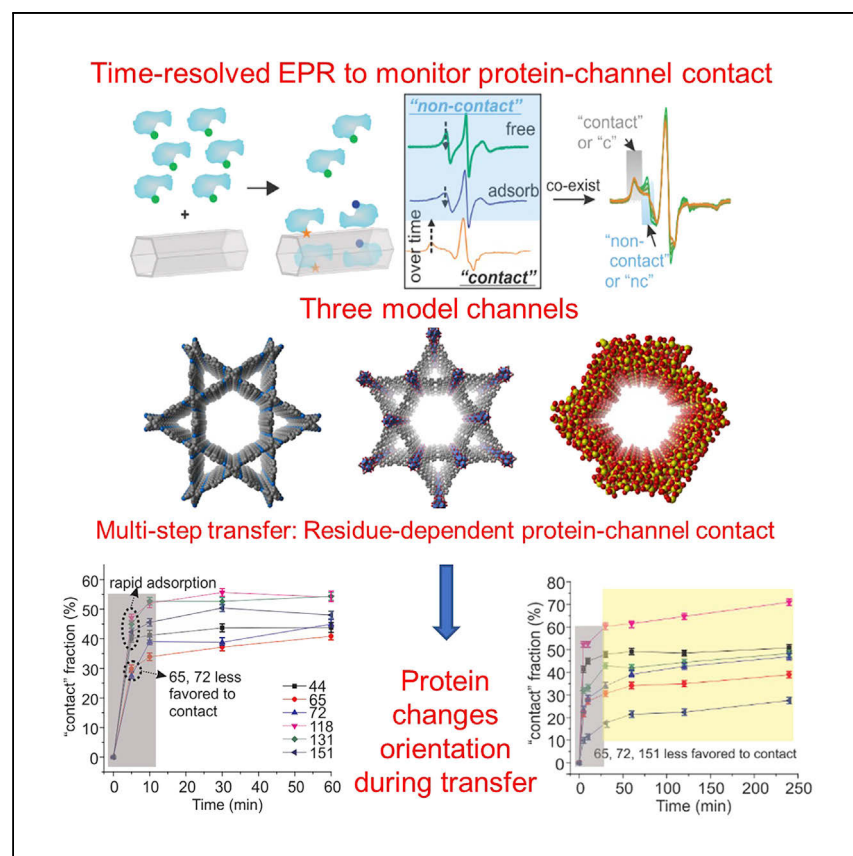 Time-resolved EPR to monitor protein-channel contact
+
"non-contact"
free
adsorb
over time
"contact"
co-exist
"contact"
or "c"
"non-
contact"
or "nc"
Three model channels
Multi-step transfer: Residue-dependent protein-channel contact
"contact" fraction (%)
60
50
40
30
20
10
0
rapid adsorption
65, 72 less
favored to
contact
44
65
72
118
131
151
0 10 20 30 40 50 60
Time (min)
Protein
changes
orientation
during transfer
"contact" fraction (%)
80
70
60
50
40
30
20
10
0
65, 72, 151 less favored to contact
0 50 100 150 200 250
Time (min)